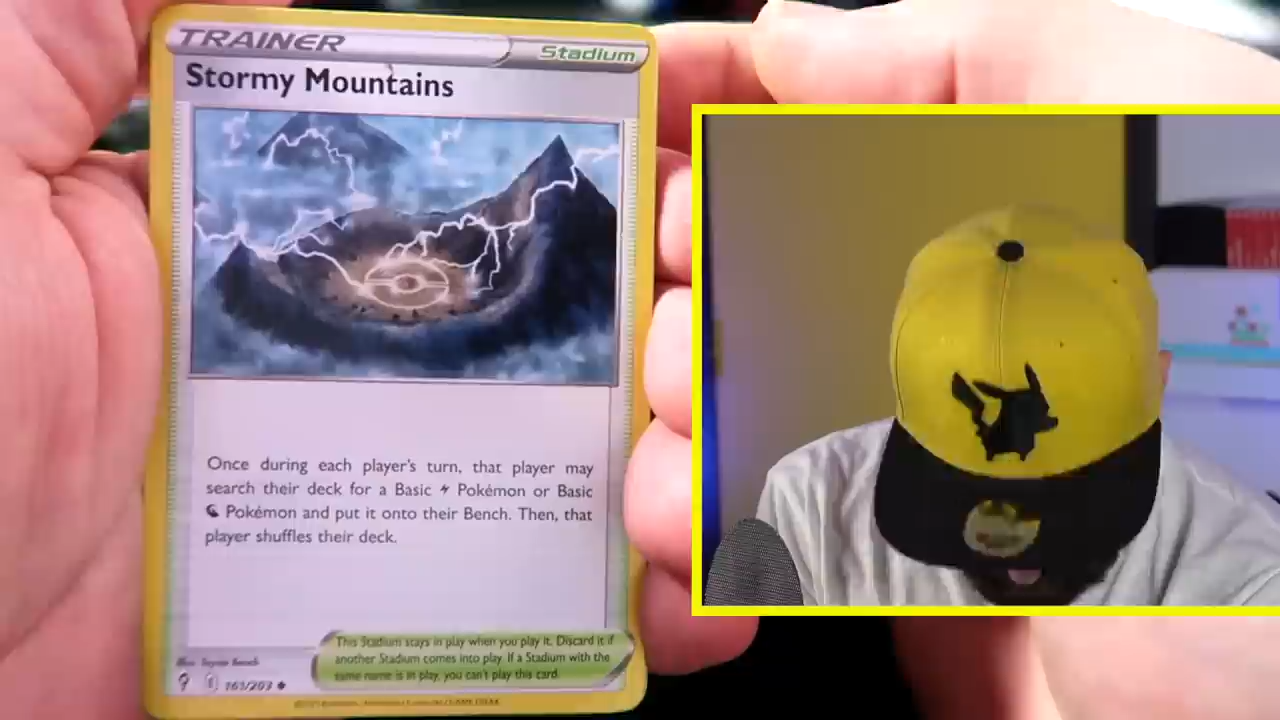 TRAINER
Stadium
Stormy Mountains
Once during each player's turn, that player may
search their deck for a Basic Pokémon or Basic
Pokémon and put it onto their Bench. Then, that
player shuffles their deck.
This Stadium stays in play when you play it. Discard it if
another Stadium comes into play. If a Stadium with the
same name is in play, you can't play this card.
161/203